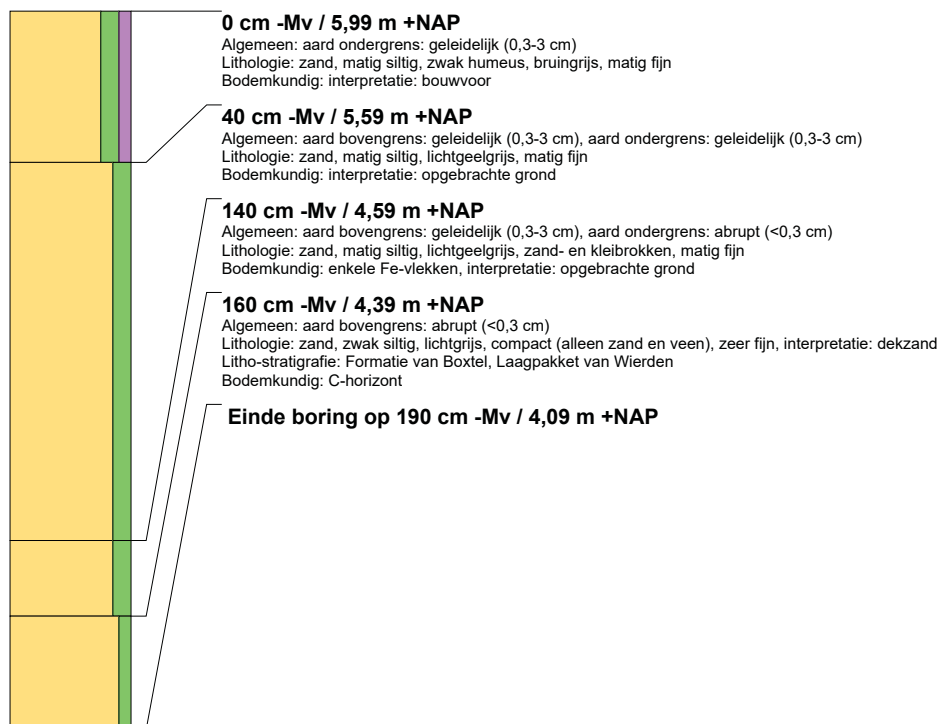 0 cm -Mv / 5,99 m +NAP
Algemeen: aard ondergrens: geleidelijk (0,3-3 cm)
Lithologie: zand, matig siltig, zwak humeus, bruingrijs, matig fijn
Bodemkundig: interpretatie: bouwvoor
40 cm -Mv / 5,59 m +NAP
Algemeen: aard bovengrens: geleidelijk (0,3-3 cm), aard ondergrens: geleidelijk (0,3-3 cm)
Lithologie: zand, matig siltig, lichtgeelgrijs, matig fijn
Bodemkundig: interpretatie: opgebrachte grond
140 cm -Mv / 4,59 m +NAP
Algemeen: aard bovengrens: geleidelijk (0,3-3 cm), aard ondergrens: abrupt (<0,3 cm)
Lithologie: zand, matig siltig, lichtgeelgrijs, zand- en kleibrokken, matig fijn
Bodemkundig: enkele Fe-vlekken, interpretatie: opgebrachte grond
160 cm -Mv / 4,39 m +NAP
Algemeen: aard bovengrens: abrupt (<0,3 cm)
Lithologie: zand, zwak siltig, lichtgrijs, compact (alleen zand en veen), zeer fijn, interpretatie: dekzand
Litho-stratigrafie: Formatie van Boxtel, Laagpakket van Wierden
Bodemkundig: C-horizont
Einde boring op 190 cm -Mv / 4,09 m +NAP